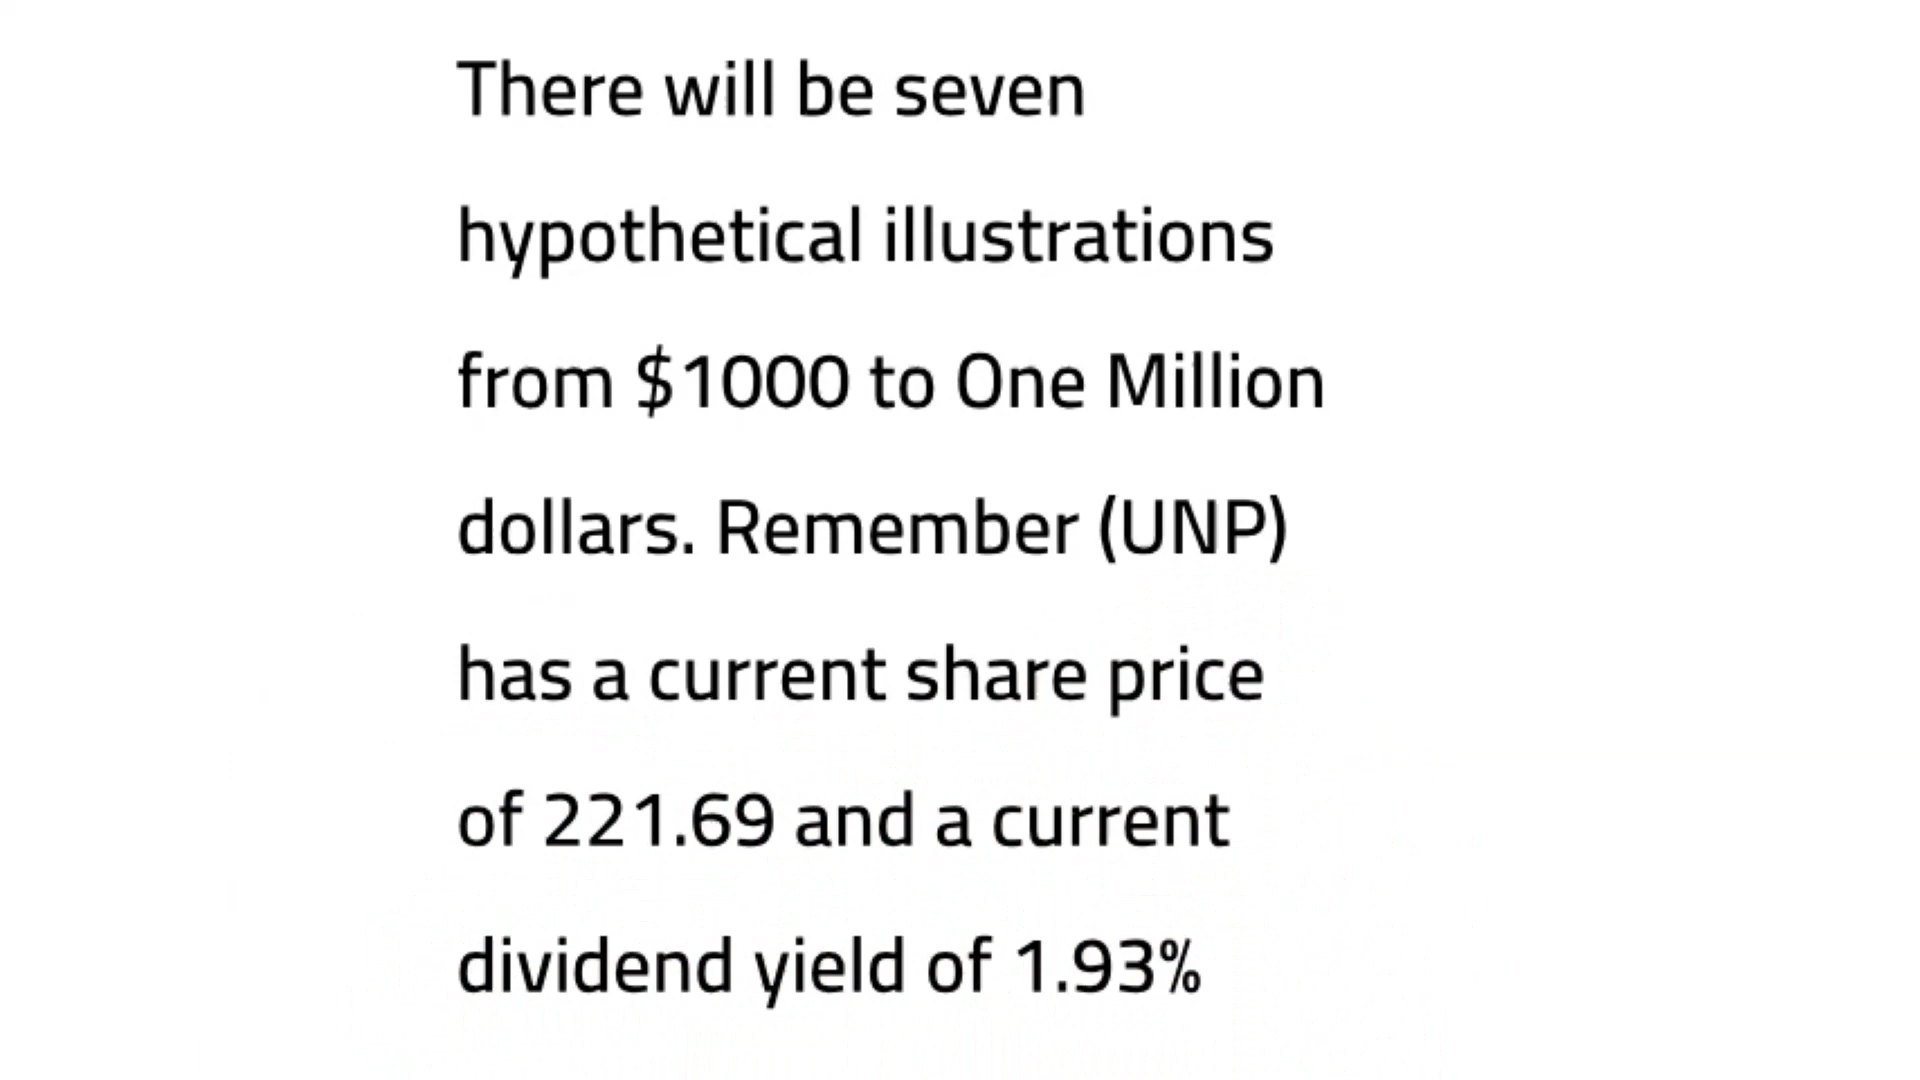 There will be seven
hypothetical illustrations
from $1000 to One Million
dollars. Remember (UNP)
has a current share price
of 221.69 and a current
dividend yield of 1.93%